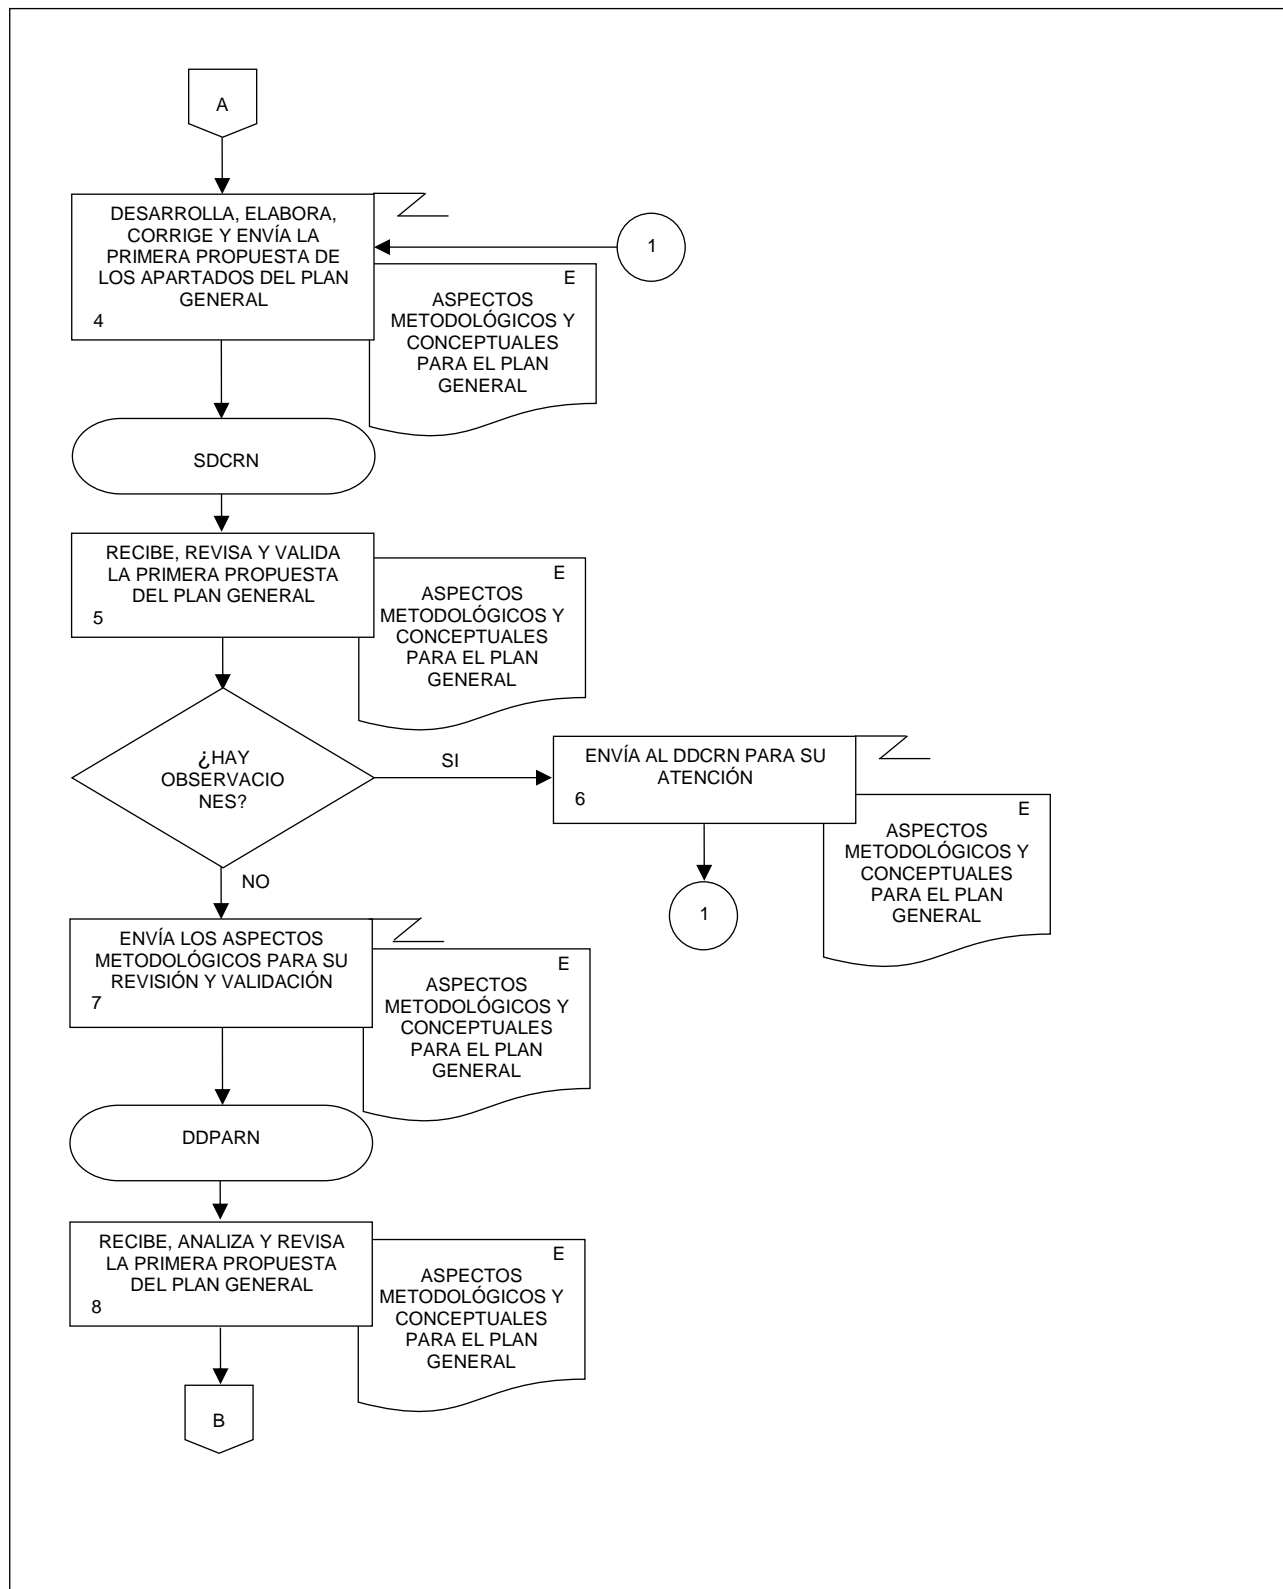 A
DESARROLLA, ELABORA,
CORRIGE Y ENVÍA LA
PRIMERA PROPUESTA DE
LOS APARTADOS DEL PLAN
GENERAL
4
1
E
ASPECTOS
METODOLÓGICOS Y
CONCEPTUALES
PARA EL PLAN
GENERAL
SDCRN
RECIBE, REVISA Y VALIDA
LA PRIMERA PROPUESTA
DEL PLAN GENERAL
5
E
ASPECTOS
METODOLÓGICOS Y
CONCEPTUALES
PARA EL PLAN
GENERAL
¿HAY
OBSERVACIO
NES?
SI
ENVÍA AL DDCRN PARA SU
ATENCIÓN
6
E
ASPECTOS
METODOLÓGICOS Y
CONCEPTUALES
PARA EL PLAN
GENERAL
1
NO
ENVÍA LOS ASPECTOS
METODOLÓGICOS PARA SU
REVISIÓN Y VALIDACIÓN
7
E
ASPECTOS
METODOLÓGICOS Y
CONCEPTUALES
PARA EL PLAN
GENERAL
DDPARN
RECIBE, ANALIZA Y REVISA
LA PRIMERA PROPUESTA
DEL PLAN GENERAL
8
E
ASPECTOS
METODOLÓGICOS Y
CONCEPTUALES
PARA EL PLAN
GENERAL
B